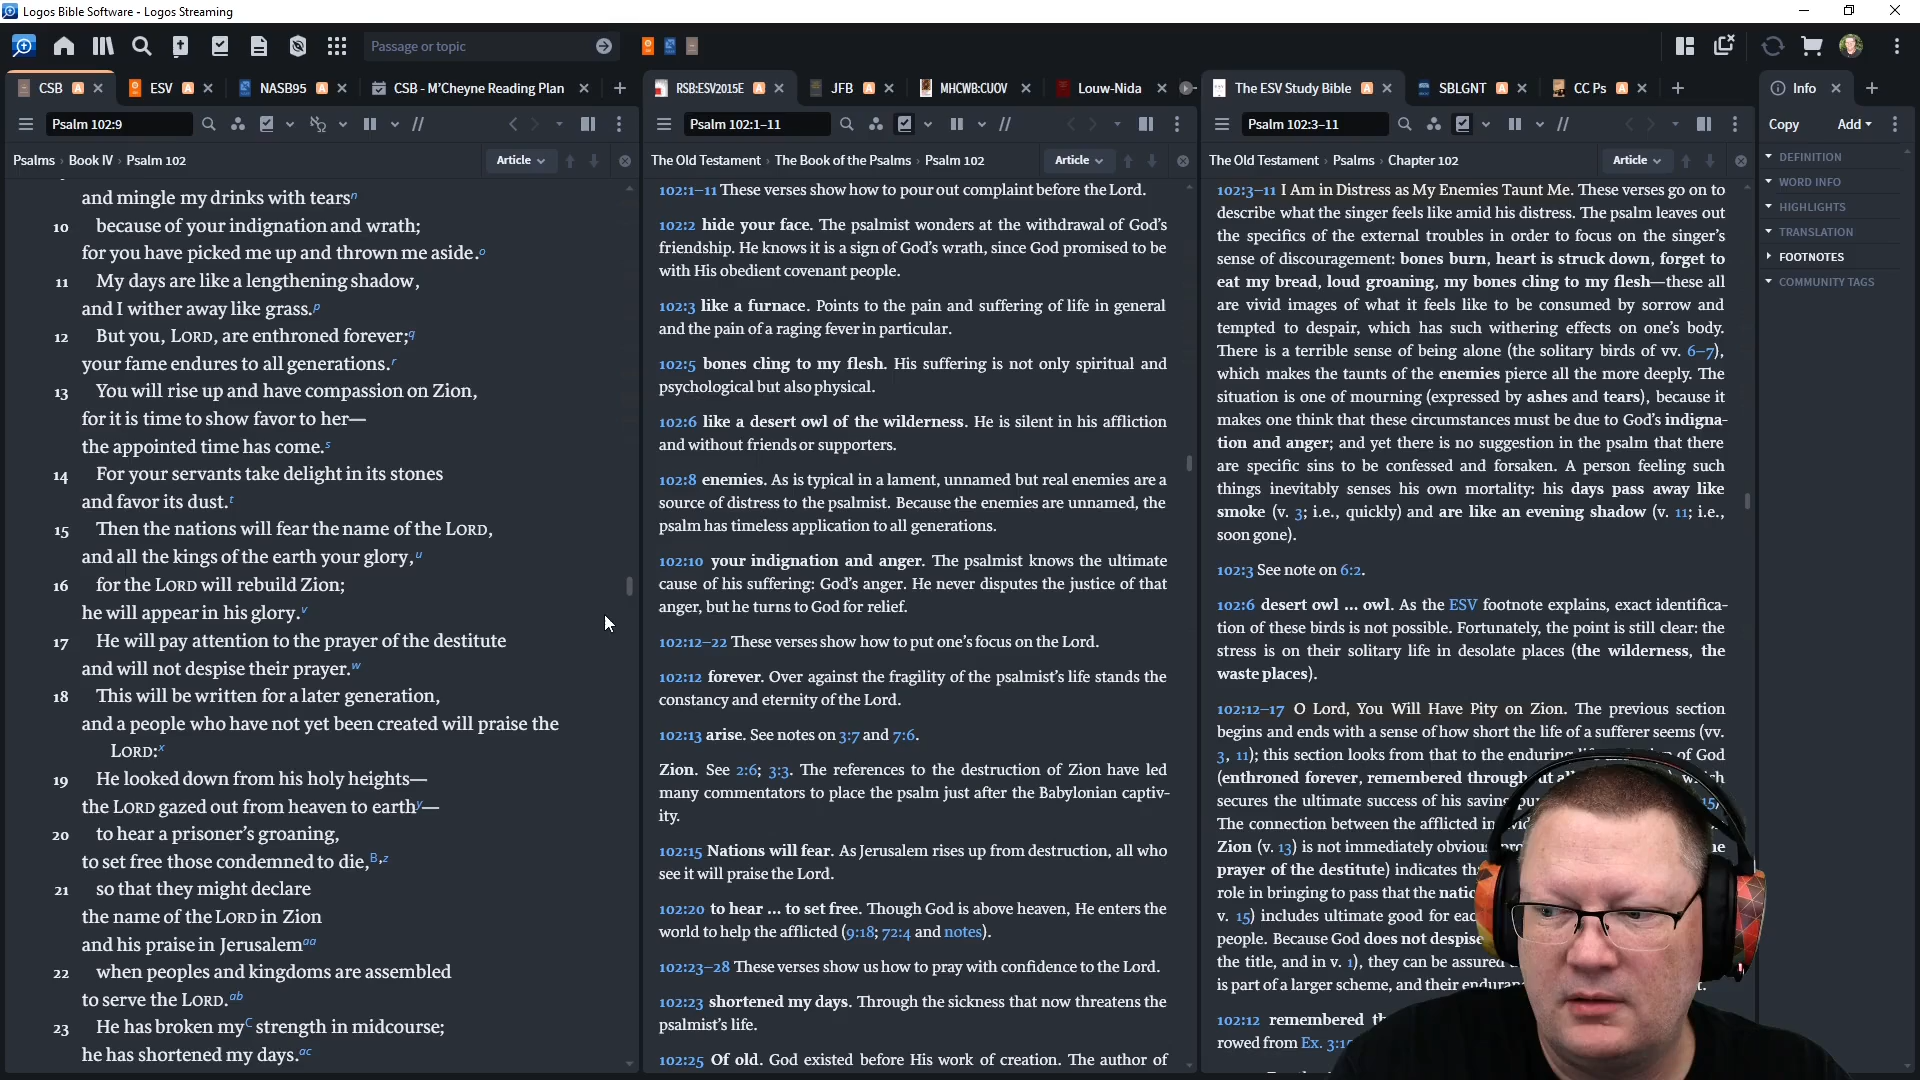 Logos Bible Software - Logos Streaming
Passage or topic
CSB A
ESV A
NASB95 A
CSB - M'Cheyne Reading Plan
RSB:ESV2015E A
JFB A
MHCWB:CUOV
Louw-Nida
The ESV Study Bible A
SBLGNT A
CC Ps A
Info
Psalm 102:9
Psalm 102:1–11
Psalm 102:3–11
Copy
Add
Psalms › Book IV › Psalm 102
Article
The Old Testament › The Book of the Psalms › Psalm 102
Article
The Old Testament › Psalms › Chapter 102
Article
and mingle my drinks with tears n
10 because of your indignation and wrath;
for you have picked me up and thrown me aside. o
11 My days are like a lengthening shadow,
and I wither away like grass. p
12 But you, LORD, are enthroned forever; q
your fame endures to all generations. r
13 You will rise up and have compassion on Zion,
for it is time to show favor to her—
the appointed time has come. s
14 For your servants take delight in its stones
and favor its dust. t
15 Then the nations will fear the name of the LORD,
and all the kings of the earth your glory, u
16 for the LORD will rebuild Zion;
he will appear in his glory. v
17 He will pay attention to the prayer of the destitute
and will not despise their prayer. w
18 This will be written for a later generation,
and a people who have not yet been created will praise the
LORD: x
19 He looked down from his holy heights—
the LORD gazed out from heaven to earth y—
20 to hear a prisoner's groaning,
to set free those condemned to die, B,z
21 so that they might declare
the name of the LORD in Zion
and his praise in Jerusalem aa
22 when peoples and kingdoms are assembled
to serve the LORD. ab
23 He has broken my C strength in midcourse;
he has shortened my days. ac
102:1–11 These verses show how to pour out complaint before the Lord.
102:2 hide your face. The psalmist wonders at the withdrawal of God's
friendship. He knows it is a sign of God's wrath, since God promised to be
with His obedient covenant people.
102:3 like a furnace. Points to the pain and suffering of life in general
and the pain of a raging fever in particular.
102:5 bones cling to my flesh. His suffering is not only spiritual and
psychological but also physical.
102:6 like a desert owl of the wilderness. He is silent in his affliction
and without friends or supporters.
102:8 enemies. As is typical in a lament, unnamed but real enemies are a
source of distress to the psalmist. Because the enemies are unnamed, the
psalm has timeless application to all generations.
102:10 your indignation and anger. The psalmist knows the ultimate
cause of his suffering: God's anger. He never disputes the justice of that
anger, but he turns to God for relief.
102:12–22 These verses show how to put one's focus on the Lord.
102:12 forever. Over against the fragility of the psalmist's life stands the
constancy and eternity of the Lord.
102:13 arise. See notes on 3:7 and 7:6.
Zion. See 2:6; 3:3. The references to the destruction of Zion have led
many commentators to place the psalm just after the Babylonian captiv-
ity.
102:15 Nations will fear. As Jerusalem rises up from destruction, all who
see it will praise the Lord.
102:20 to hear ... to set free. Though God is above heaven, He enters the
world to help the afflicted (9:18; 72:4 and notes).
102:23–28 These verses show us how to pray with confidence to the Lord.
102:23 shortened my days. Through the sickness that now threatens the
psalmist's life.
102:25 Of old. God existed before His work of creation. The author of
102:3–11 I Am in Distress as My Enemies Taunt Me. These verses go on to
describe what the singer feels like amid his distress. The psalm leaves out
the specifics of the external troubles in order to focus on the singer's
sense of discouragement: bones burn, heart is struck down, forget to
eat my bread, loud groaning, my bones cling to my flesh—these all
are vivid images of what it feels like to be consumed by sorrow and
tempted to despair, which has such withering effects on one's body.
There is a terrible sense of being alone (the solitary birds of vv. 6–7),
which makes the taunts of the enemies pierce all the more deeply. The
situation is one of mourning (expressed by ashes and tears), because it
makes one think that these circumstances must be due to God's indigna-
tion and anger; and yet there is no suggestion in the psalm that there
are specific sins to be confessed and forsaken. A person feeling such
things inevitably senses his own mortality: his days pass away like
smoke (v. 3; i.e., quickly) and are like an evening shadow (v. 11; i.e.,
soon gone).
102:3 See note on 6:2.
102:6 desert owl ... owl. As the ESV footnote explains, exact identifica-
tion of these birds is not possible. Fortunately, the point is still clear: the
stress is on their solitary life in desolate places (the wilderness, the
waste places).
102:12–17 O Lord, You Will Have Pity on Zion. The previous section
begins and ends with a sense of how short the life of a sufferer seems (vv.
3, 11); this section looks from that to the enduring of God
(enthroned forever, remembered through which
secures the ultimate success of his saving 15)
The connection between the afflicted
Zion (v. 13) is not immediately
prayer of the destitute) indicates
role in bringing to pass that the
v. 15) includes ultimate good for
people. Because God does not despise
the title, and in v. 1), they can be assured
is part of a larger scheme, and their
102:12 remembered
rowed from Ex.
DEFINITION
WORD INFO
HIGHLIGHTS
TRANSLATION
FOOTNOTES
COMMUNITY TAGS